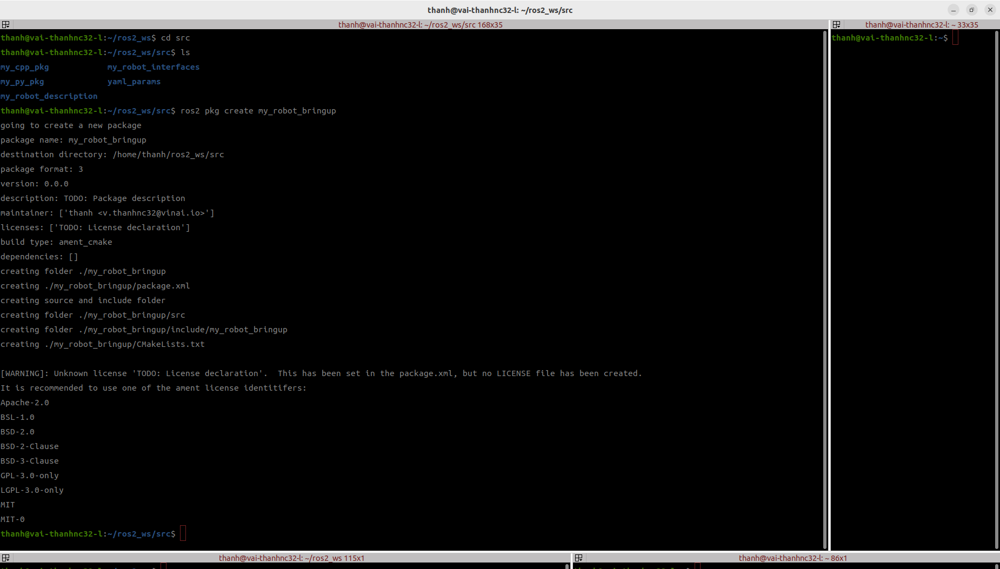 thanh@vai-thanhnc32-l: ~/ros2_ws/src
thanh@vai-thanhnc32-l: ~/ros2_ws/src 168x35
thanh@vai-thanhnc32-l:~/ros2_ws$ cd src
thanh@vai-thanhnc32-l:~/ros2_ws/src$ ls
my_cpp_pkg            my_robot_interfaces
my_py_pkg             yaml_params
my_robot_description
thanh@vai-thanhnc32-l:~/ros2_ws/src$ ros2 pkg create my_robot_bringup
going to create a new package
package name: my_robot_bringup
destination directory: /home/thanh/ros2_ws/src
package format: 3
version: 0.0.0
description: TODO: Package description
maintainer: ['thanh <v.thanhnc32@vinai.io>']
licenses: ['TODO: License declaration']
build type: ament_cmake
dependencies: []
creating folder ./my_robot_bringup
creating ./my_robot_bringup/package.xml
creating source and include folder
creating folder ./my_robot_bringup/src
creating folder ./my_robot_bringup/include/my_robot_bringup
creating ./my_robot_bringup/CMakeLists.txt
[WARNING]: Unknown license 'TODO: License declaration'.  This has been set in the package.xml, but no LICENSE file has been created.
It is recommended to use one of the ament license identitifers:
Apache-2.0
BSL-1.0
BSD-2.0
BSD-2-Clause
BSD-3-Clause
GPL-3.0-only
LGPL-3.0-only
MIT
MIT-0
thanh@vai-thanhnc32-l:~/ros2_ws/src$
thanh@vai-thanhnc32-l: ~ 33x35
thanh@vai-thanhnc32-l:~$
thanh@vai-thanhnc32-l: ~/ros2_ws 115x1
thanh@vai-thanhnc32-l: ~ 86x1